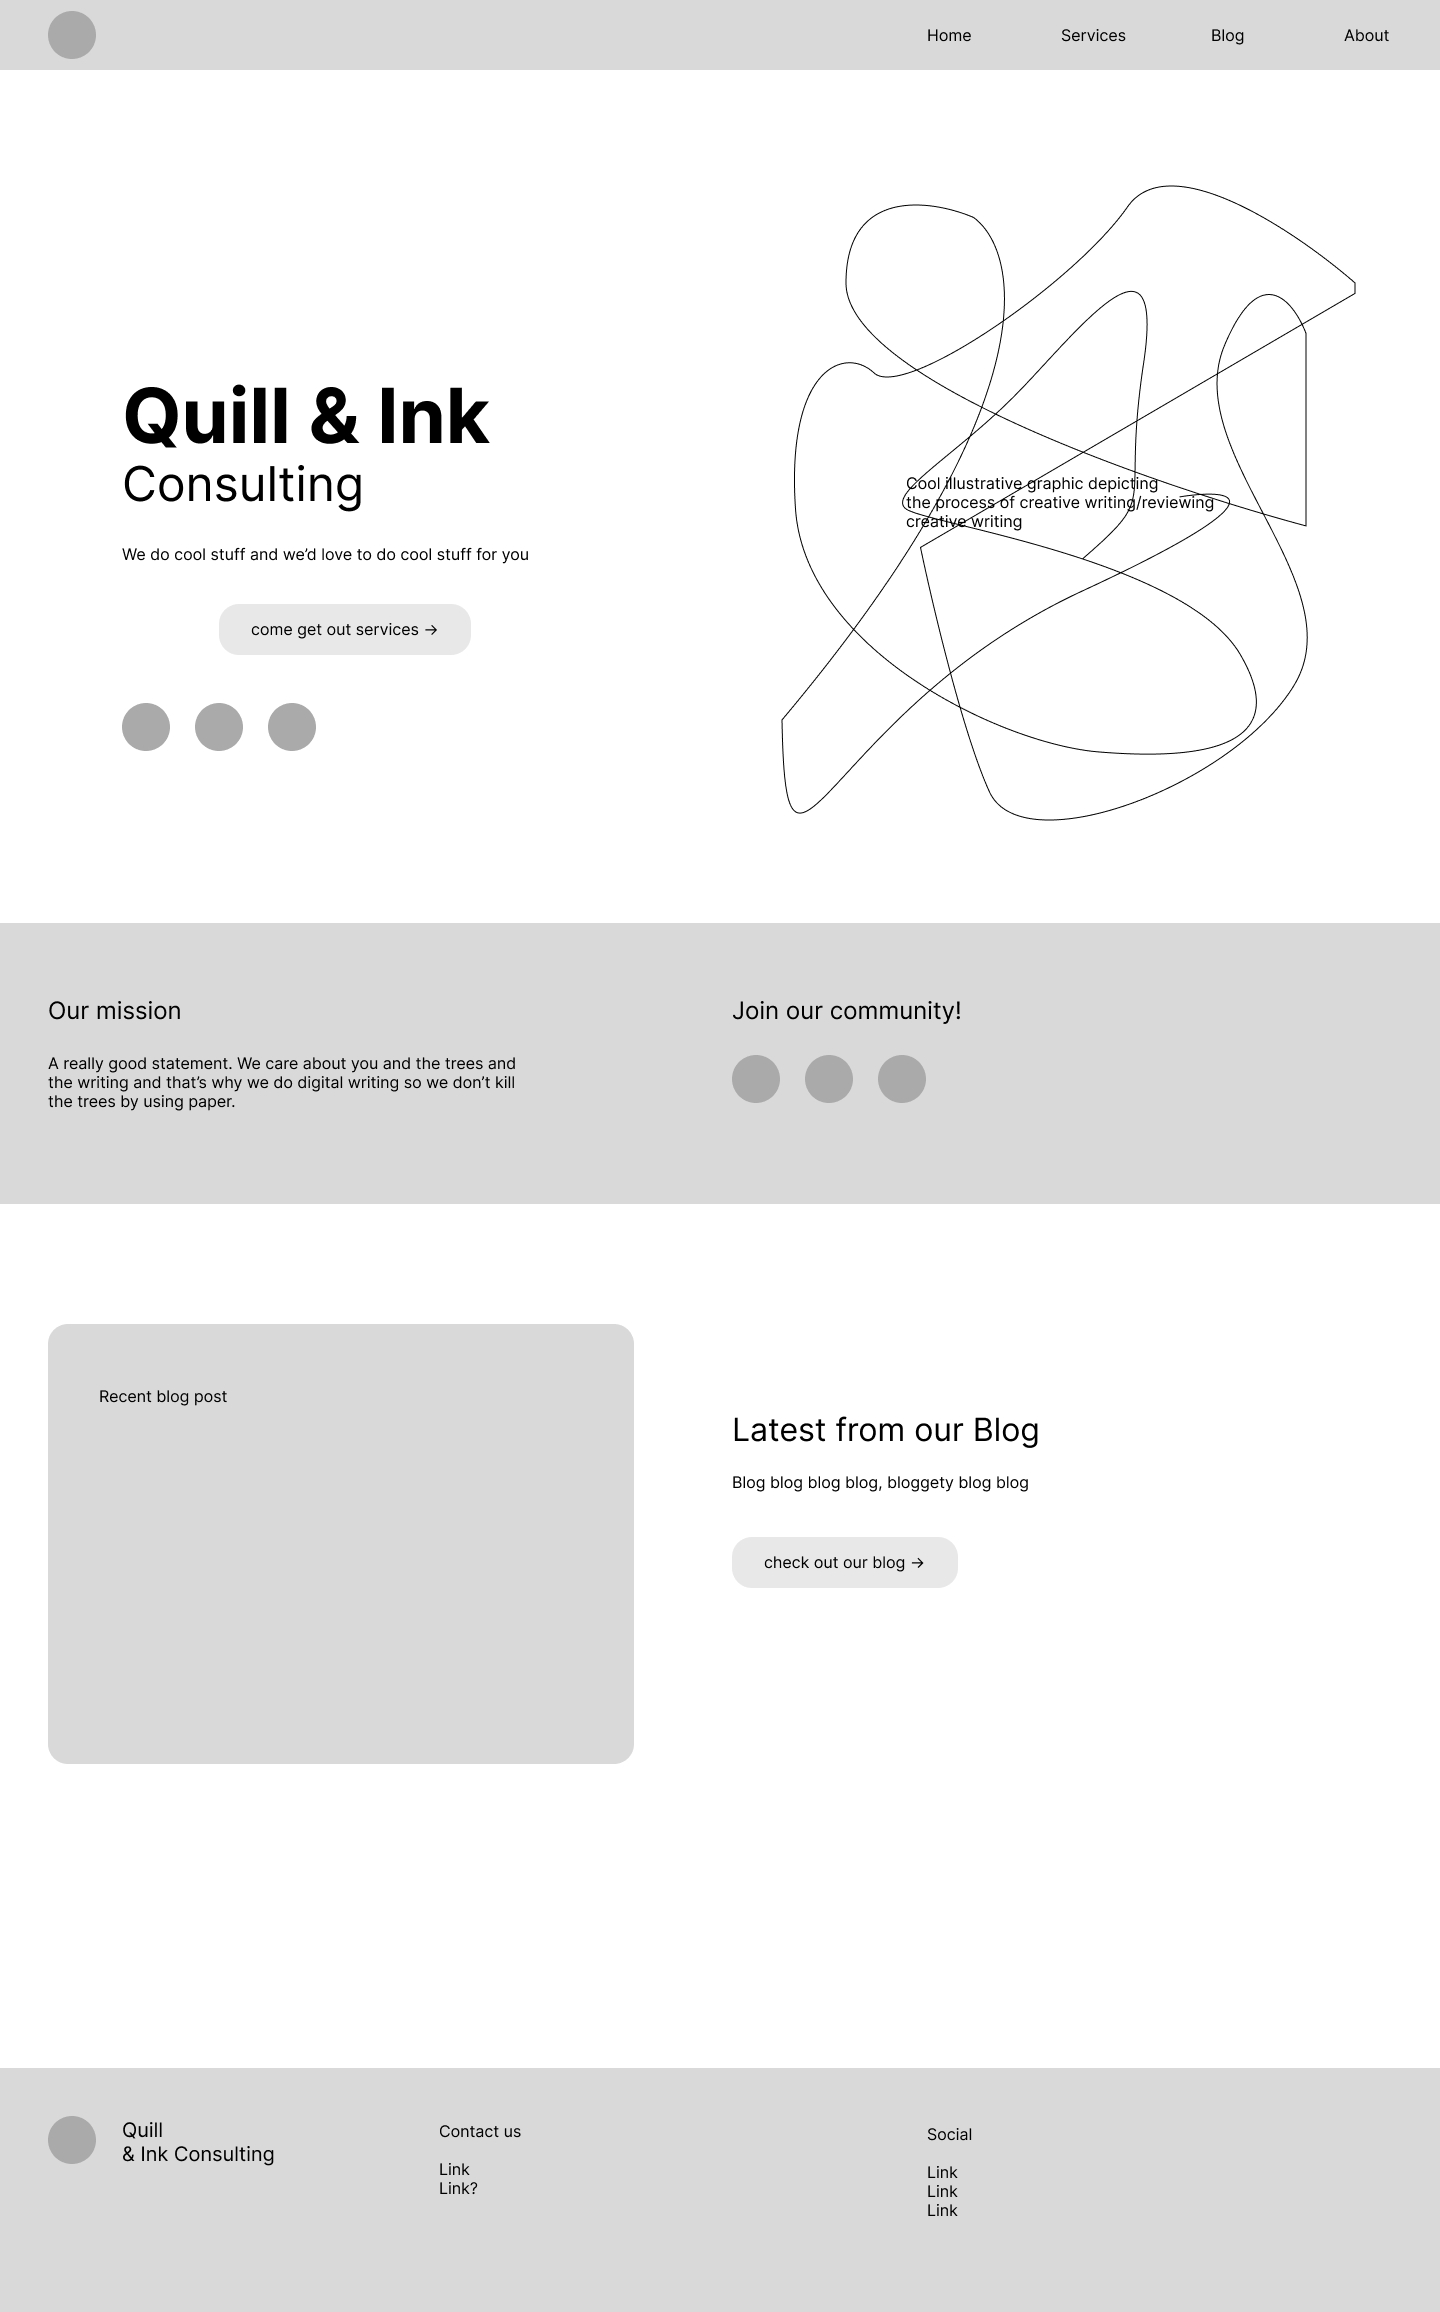 Home
Services
Blog
About
Quill & Ink
Consulting
We do cool stuff and we’d love to do cool stuff for you
come get out services →
Cool illustrative graphic depicting
the process of creative writing/reviewing
creative writing
Our mission
A really good statement. We care about you and the trees and
the writing and that’s why we do digital writing so we don’t kill
the trees by using paper.
Join our community!
Recent blog post
Latest from our Blog
Blog blog blog blog, bloggety blog blog
check out our blog →
Quill
& Ink Consulting
Contact us
Link
Link?
Social
Link
Link
Link